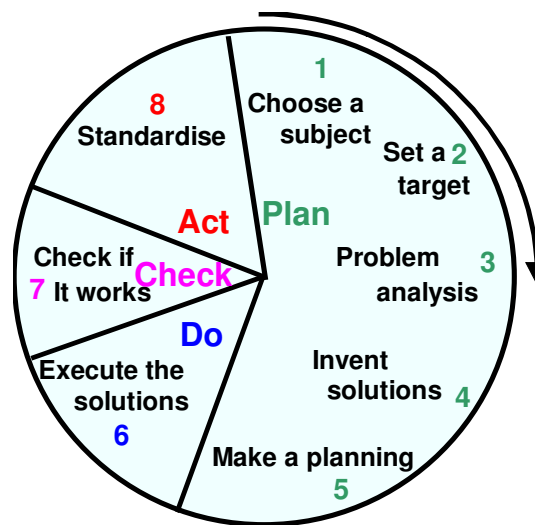 1
Choose a
subject
Set a 2
target
Plan
Problem 3
analysis
Invent
solutions 4
Make a planning
5
Do
Execute the
solutions
6
Check
Check if
7 It works
Act
8
Standardise